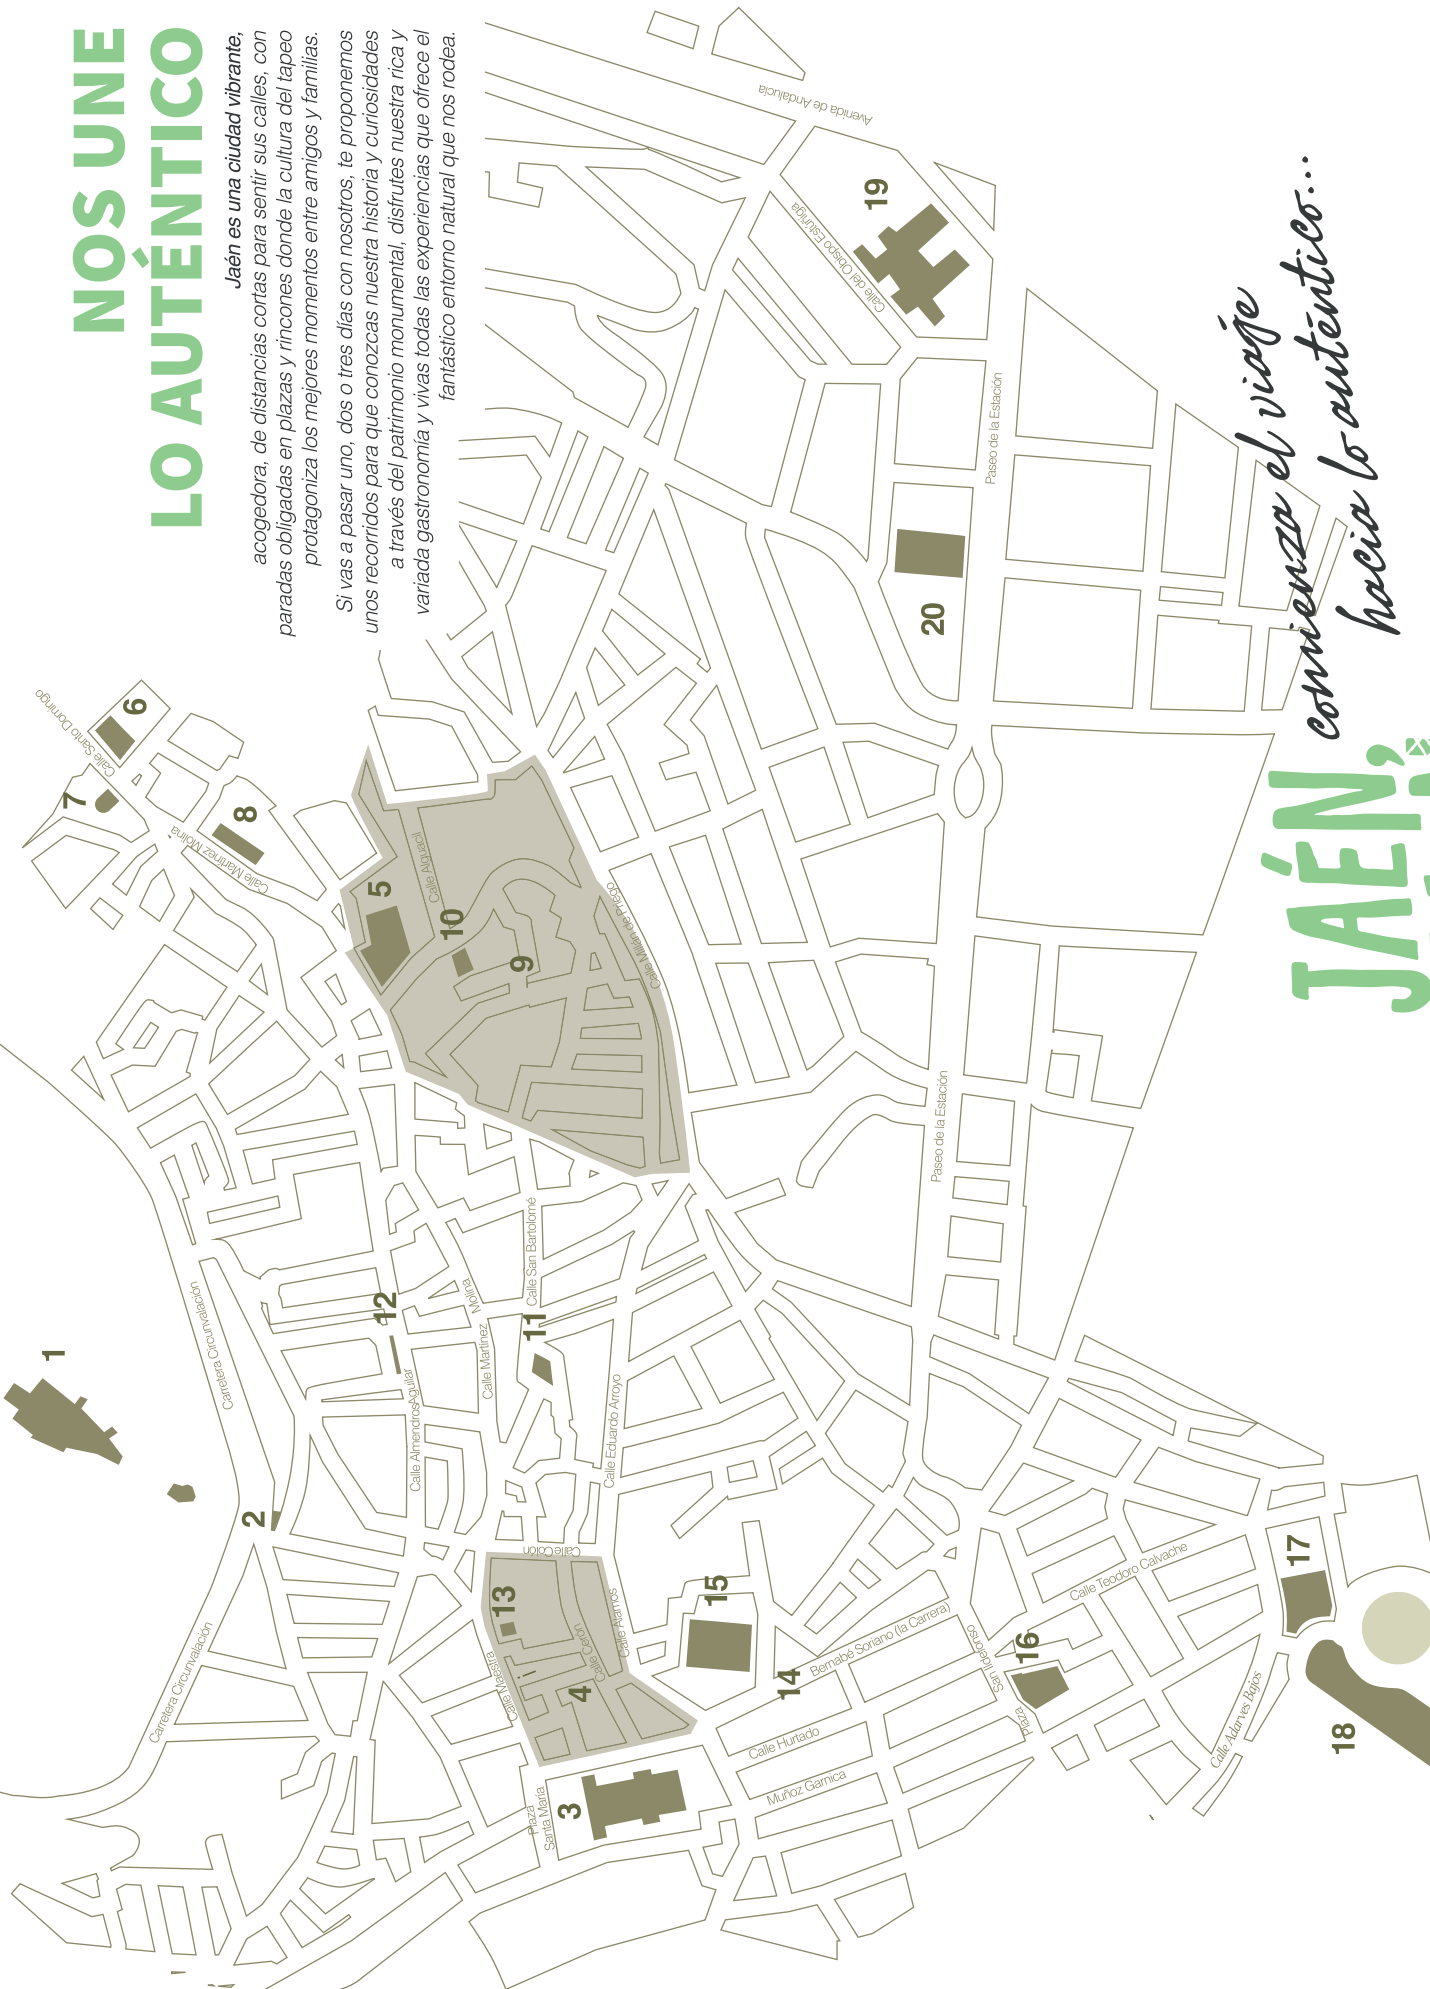 NOS UNE
LO AUTÉNTICO
Jaén es una ciudad vibrante,
acogedora, de distancias cortas para sentir sus calles, con
paradas obligadas en plazas y rincones donde la cultura del tapeo
protagoniza los mejores momentos entre amigos y familias.
Si vas a pasar uno, dos o tres días con nosotros, te proponemos
unos recorridos para que conozcas nuestra historia y curiosidades
a través del patrimonio monumental, disfrutes nuestra rica y
variada gastronomía y vivas todas las experiencias que ofrece el
fantástico entorno natural que nos rodea.
Avenida de Andalucía
Calle del Obispo Estúñiga
19
Paseo de la Estación
20
Calle Santo Domingo
6
7
8
Calle Martínez Molina
5
Calle Alguacil
10
9
Calle Millán de Priego
Paseo de la Estación
1
Carretera Circunvalación
12
Calle Almendros Aguilar
Calle Martínez
Molina
Calle San Bartolomé
11
Calle Eduardo Arroyo
2
Carretera Circunvalación
Calle Colón
13
Calle Maestra
4
Calle Cerón
Calle Álamos
15
14
Bernabé Soriano (la Carrera)
Calle Hurtado
Muñoz Garnica
3
Plaza
Santa María
Plaza
San Ildefonso
16
Calle Teodoro Calvache
17
Calle Adarves Bajos
18
comienza el viaje
hacia lo auténtico...
JAÉN,